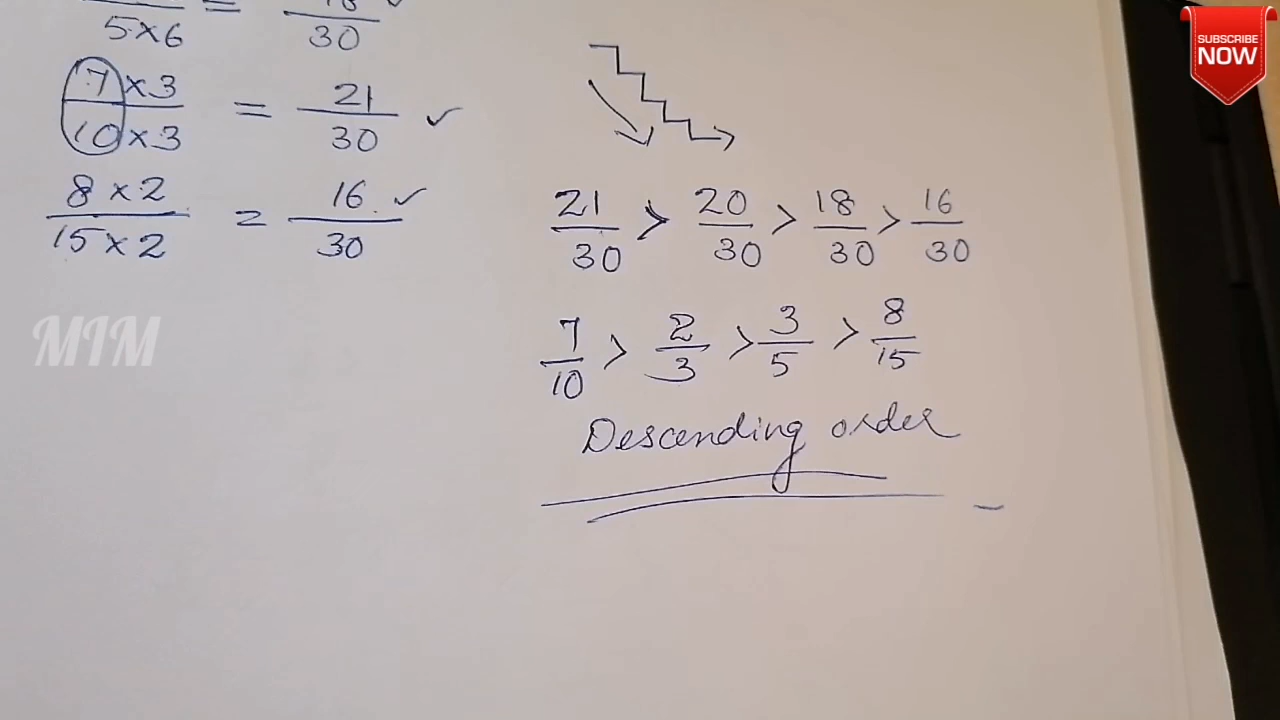 5×6 = 18/30
7×3/10×3 = 21/30 ✓
8×2/15×2 = 16/30 ✓
21/30 > 20/30 > 18/30 > 16/30
7/10 > 2/3 > 3/5 > 8/15
Descending order
MIM
SUBSCRIBE
NOW